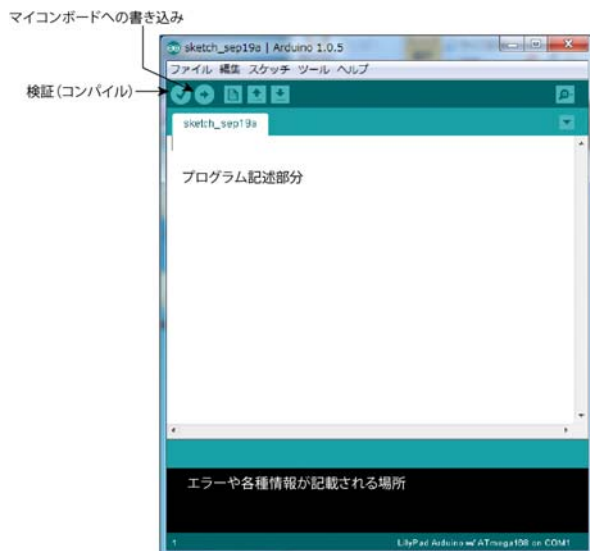 マイコンボードへの書き込み
sketch_sep19a | Arduino 1.0.5
ファイル 編集 スケッチ ツール ヘルプ
検証(コンパイル)
sketch_sep19a
プログラム記述部分
エラーや各種情報が記載される場所
1
LilyPad Arduino w/ ATmega168 on COM1